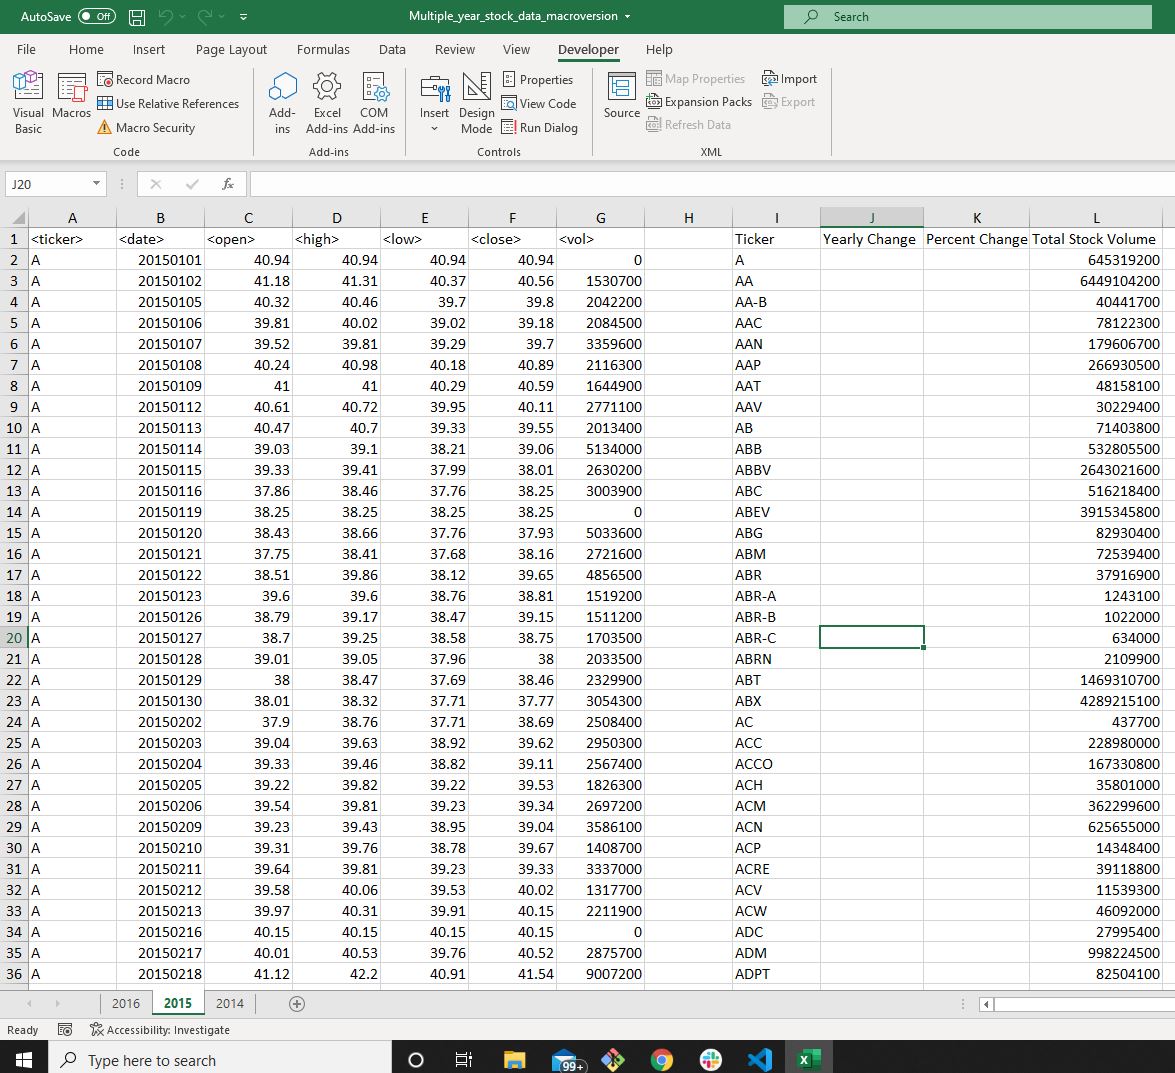 AutoSave Off Multiple_year_stock_data_macroversion Search
File Home Insert Page Layout Formulas Data Review View Developer Help
Visual Basic
Macros
Record Macro
Use Relative References
Macro Security
Code
Add-ins
Excel Add-ins
COM Add-ins
Add-ins
Insert
Design Mode
Properties
View Code
Run Dialog
Controls
Source
Map Properties
Expansion Packs
Refresh Data
Import
Export
XML
J20 fx
A B C D E F G H I J K L
1 <ticker> <date> <open> <high> <low> <close> <vol> Ticker Yearly Change Percent Change Total Stock Volume
2 A 20150101 40.94 40.94 40.94 40.94 0 A 645319200
3 A 20150102 41.18 41.31 40.37 40.56 1530700 AA 6449104200
4 A 20150105 40.32 40.46 39.7 39.8 2042200 AA-B 40441700
5 A 20150106 39.81 40.02 39.02 39.18 2084500 AAC 78122300
6 A 20150107 39.52 39.81 39.29 39.7 3359600 AAN 179606700
7 A 20150108 40.24 40.98 40.18 40.89 2116300 AAP 266930500
8 A 20150109 41 41 40.29 40.59 1644900 AAT 48158100
9 A 20150112 40.61 40.72 39.95 40.11 2771100 AAV 30229400
10 A 20150113 40.47 40.7 39.33 39.55 2013400 AB 71403800
11 A 20150114 39.03 39.1 38.21 39.06 5134000 ABB 532805500
12 A 20150115 39.33 39.41 37.99 38.01 2630200 ABBV 2643021600
13 A 20150116 37.86 38.46 37.76 38.25 3003900 ABC 516218400
14 A 20150119 38.25 38.25 38.25 38.25 0 ABEV 3915345800
15 A 20150120 38.43 38.66 37.76 37.93 5033600 ABG 82930400
16 A 20150121 37.75 38.41 37.68 38.16 2721600 ABM 72539400
17 A 20150122 38.51 39.86 38.12 39.65 4856500 ABR 37916900
18 A 20150123 39.6 39.6 38.76 38.81 1519200 ABR-A 1243100
19 A 20150126 38.79 39.17 38.47 39.15 1511200 ABR-B 1022000
20 A 20150127 38.7 39.25 38.58 38.75 1703500 ABR-C 634000
21 A 20150128 39.01 39.05 37.96 38 2033500 ABRN 2109900
22 A 20150129 38 38.47 37.69 38.46 2329900 ABT 1469310700
23 A 20150130 38.01 38.32 37.71 37.77 3054300 ABX 4289215100
24 A 20150202 37.9 38.76 37.71 38.69 2508400 AC 437700
25 A 20150203 39.04 39.63 38.92 39.62 2950300 ACC 228980000
26 A 20150204 39.33 39.46 38.82 39.11 2567400 ACCO 167330800
27 A 20150205 39.22 39.82 39.22 39.53 1826300 ACH 35801000
28 A 20150206 39.54 39.81 39.23 39.34 2697200 ACM 362299600
29 A 20150209 39.23 39.43 38.95 39.04 3586100 ACN 625655000
30 A 20150210 39.31 39.76 38.78 39.67 1408700 ACP 14348400
31 A 20150211 39.64 39.81 39.23 39.33 3337000 ACRE 39118800
32 A 20150212 39.58 40.06 39.53 40.02 1317700 ACV 11539300
33 A 20150213 39.97 40.31 39.91 40.15 2211900 ACW 46092000
34 A 20150216 40.15 40.15 40.15 40.15 0 ADC 27995400
35 A 20150217 40.01 40.53 39.76 40.52 2875700 ADM 998224500
36 A 20150218 41.12 42.2 40.91 41.54 9007200 ADPT 82504100
2016 2015 2014
Ready Accessibility: Investigate
Type here to search 99+